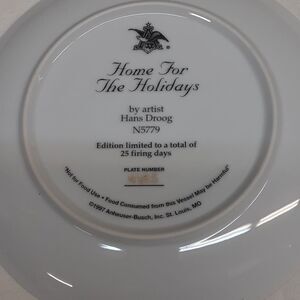 Home For
The Holidays
by artist
Hans Droog
N5779
Edition limited to a total of
25 firing days
PLATE NUMBER
"Not for Food Use • Food Consumed from this Vessel May be Harmful"
©1997 Anheuser-Busch, Inc. St. Louis, MO